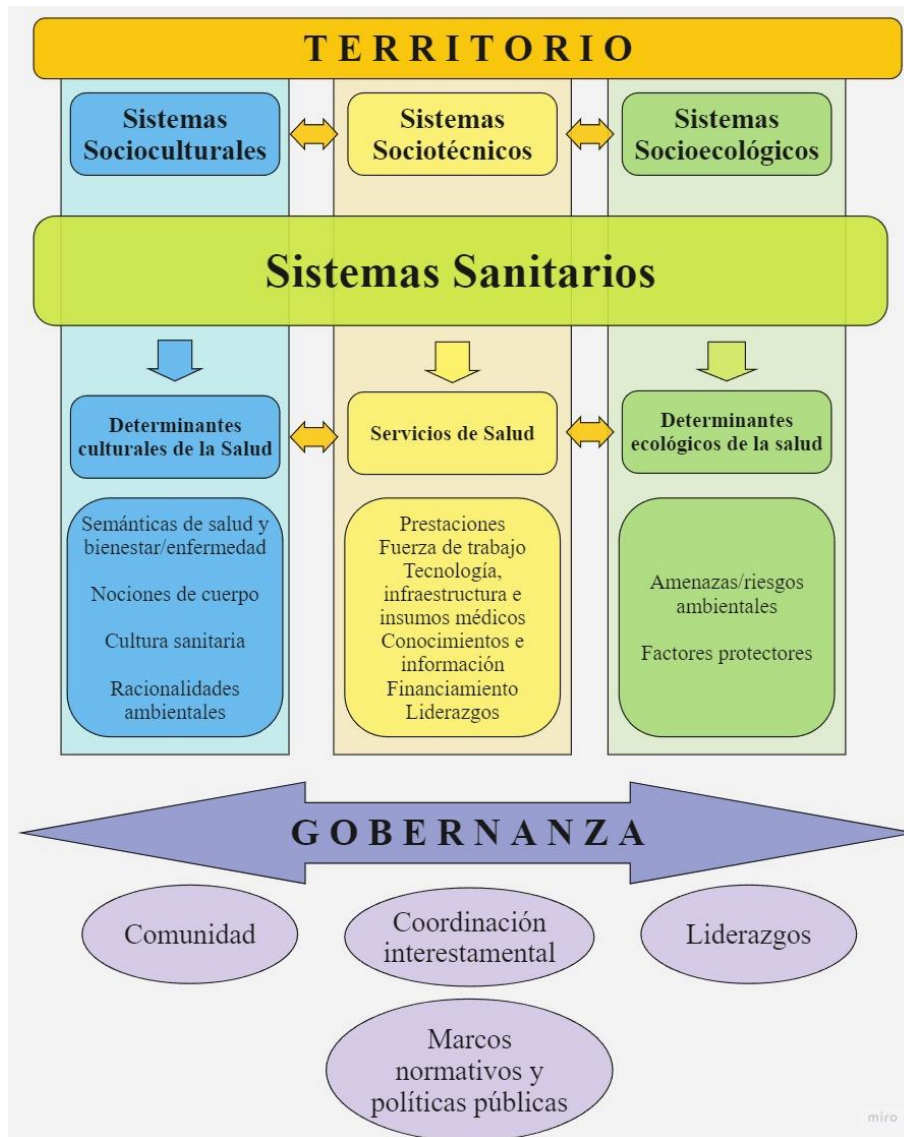 TERRITORIO
Sistemas
Socioculturales
Sistemas
Sociotécnicos
Sistemas
Socioecológicos
Sistemas Sanitarios
Determinantes
culturales de la Salud
Servicios de Salud
Determinantes
ecológicos de la salud
Semánticas de salud y
bienestar/enfermedad
Nociones de cuerpo
Cultura sanitaria
Racionalidades
ambientales
Prestaciones
Fuerza de trabajo
Tecnología,
infraestructura e
insumos médicos
Conocimientos e
información
Financiamiento
Liderazgos
Amenazas/riesgos
ambientales
Factores protectores
GOBERNANZA
Comunidad
Coordinación
interestamental
Liderazgos
Marcos
normativos y
políticas públicas
miro